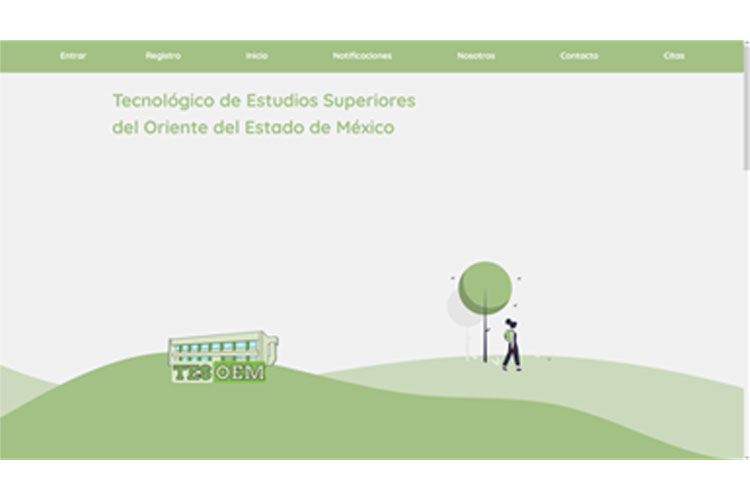 Entrar Registro Inicio Notificaciones Nosotros Contacto Citas
Tecnológico de Estudios Superiores
del Oriente del Estado de México
TESOEM